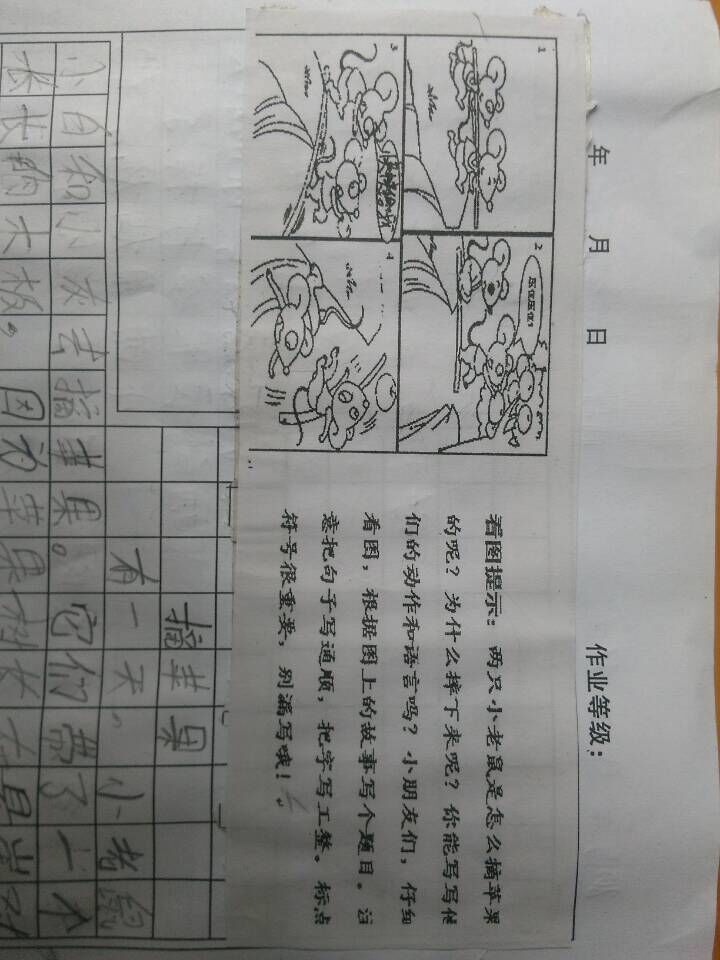 年 月 日 作业等级：
1
2
3
4
看图提示：两只小老鼠是怎么摘苹果
的呢？为什么摔下来呢？你能写写他
们的动作和语言吗？小朋友们，仔细
看图，根据图上的故事写个题目。注
意把句子写通顺，把字写工整。标点
符号很重要，别漏写哦！
摘苹果
有一天，小老鼠
小白和小灰去摘苹果。它们带了一个
木板。因为苹果树长在